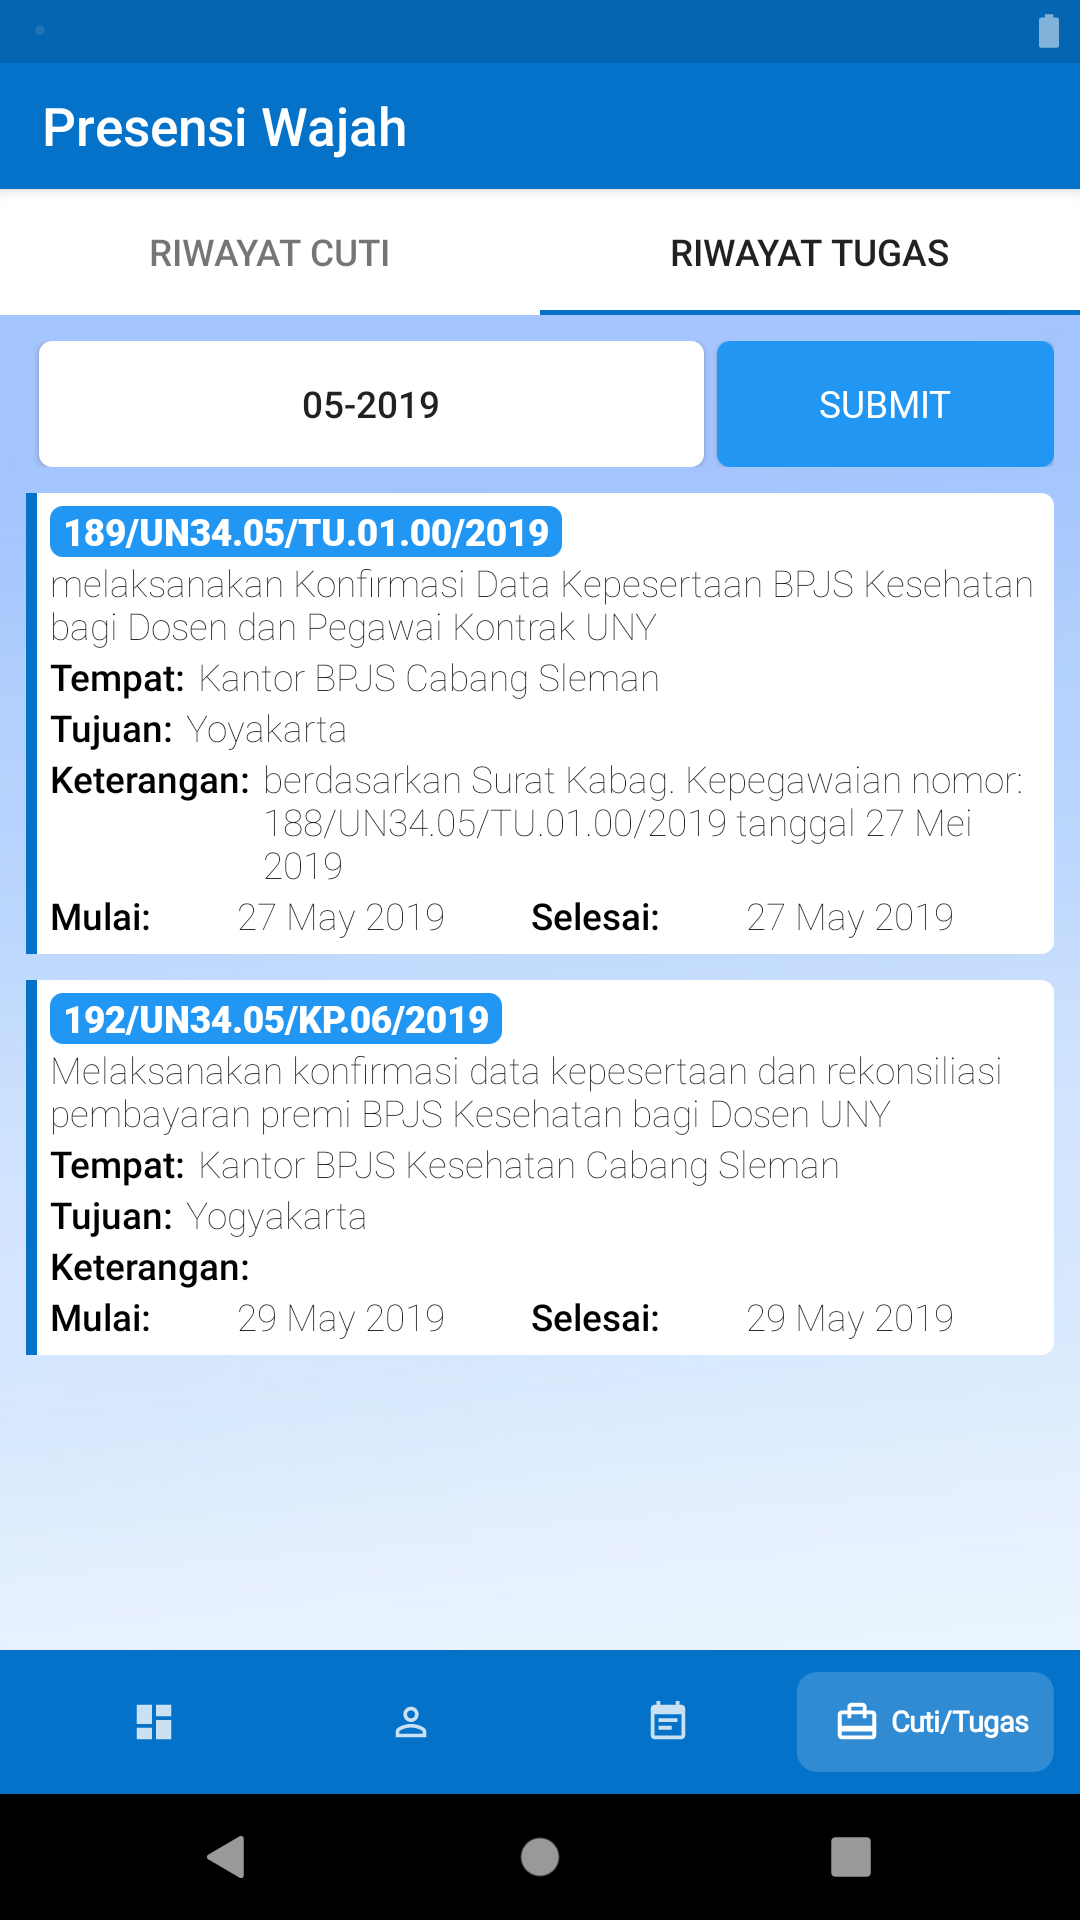 Presensi Wajah
RIWAYAT CUTI RIWAYAT TUGAS
05-2019 SUBMIT
189/UN34.05/TU.01.00/2019
melaksanakan Konfirmasi Data Kepesertaan BPJS Kesehatan
bagi Dosen dan Pegawai Kontrak UNY
Tempat: Kantor BPJS Cabang Sleman
Tujuan: Yoyakarta
Keterangan: berdasarkan Surat Kabag. Kepegawaian nomor:
188/UN34.05/TU.01.00/2019 tanggal 27 Mei
2019
Mulai: 27 May 2019 Selesai: 27 May 2019
192/UN34.05/KP.06/2019
Melaksanakan konfirmasi data kepesertaan dan rekonsiliasi
pembayaran premi BPJS Kesehatan bagi Dosen UNY
Tempat: Kantor BPJS Kesehatan Cabang Sleman
Tujuan: Yogyakarta
Keterangan:
Mulai: 29 May 2019 Selesai: 29 May 2019
Cuti/Tugas